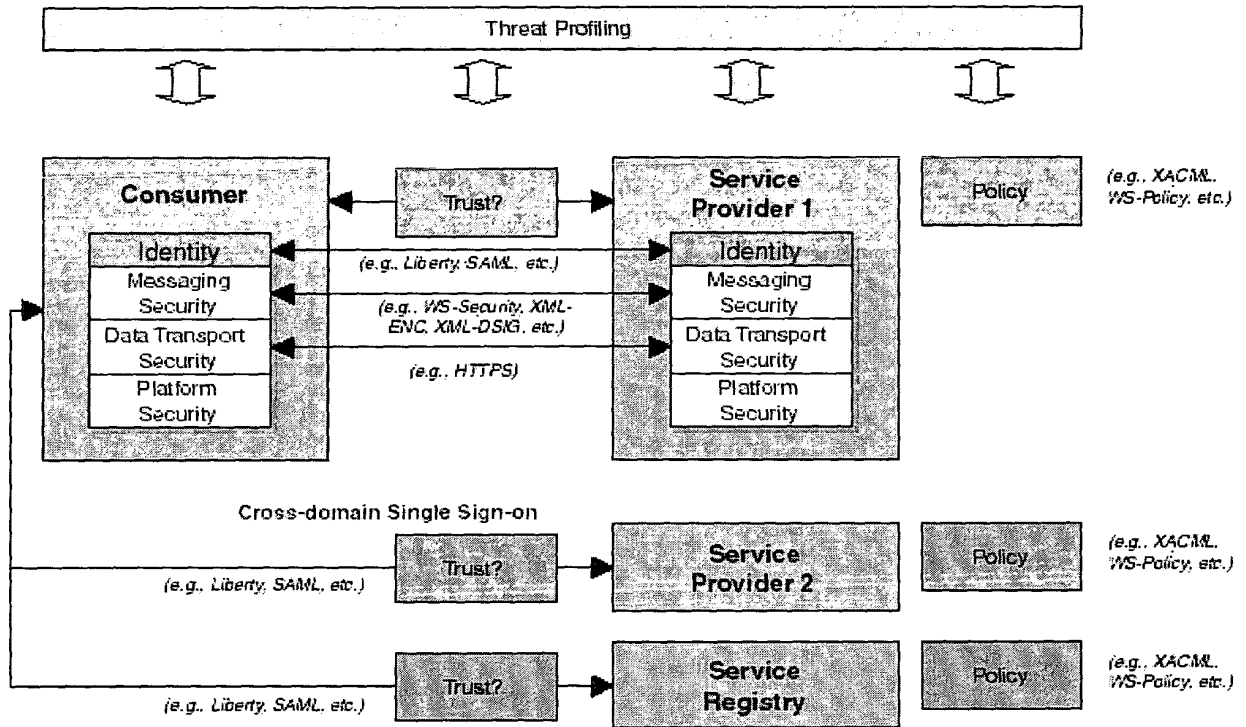 Threat Profiling
Consumer
Trust?
Service
Provider 1
Policy
(e.g., XACML,
WS-Policy, etc.)
Identity
Messaging
Security
Data Transport
Security
Platform
Security
(e.g., Liberty, SAML, etc.)
(e.g., WS-Security, XML-
ENC, XML-DSIG, etc.)
(e.g., HTTPS)
Identity
Messaging
Security
Data Transport
Security
Platform
Security
Cross-domain Single Sign-on
(e.g., Liberty, SAML, etc.)
Trust?
Service
Provider 2
Policy
(e.g., XACML,
WS-Policy, etc.)
(e.g., Liberty, SAML, etc.)
Trust?
Service
Registry
Policy
(e.g., XACML,
WS-Policy, etc.)